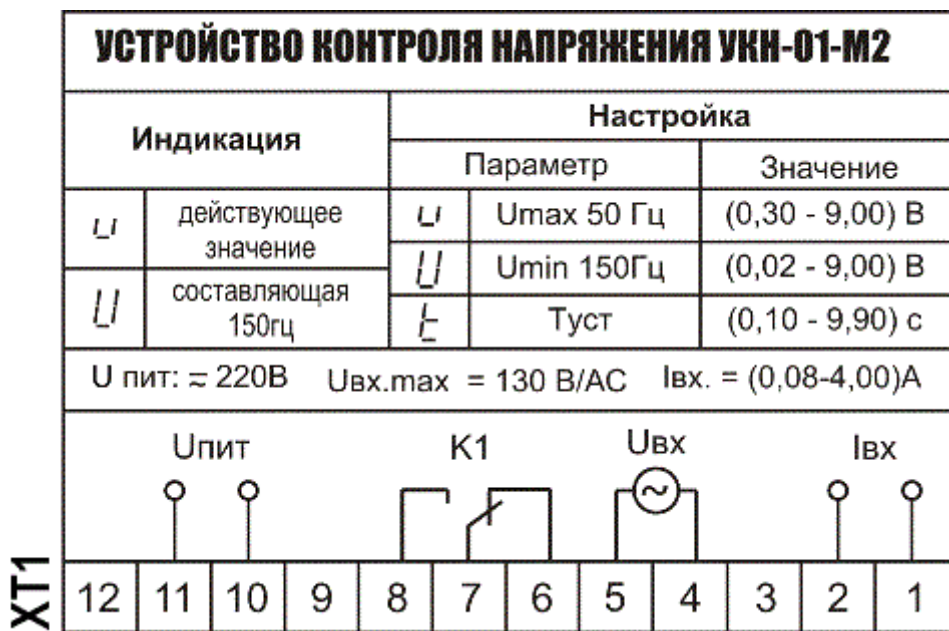 УСТРОЙСТВО КОНТРОЛЯ НАПРЯЖЕНИЯ УКН-01-М2
Индикация
Настройка
Параметр Значение
u действующее значение
U составляющая 150гц
u Umax 50 Гц (0,30 - 9,00) В
U Umin 150Гц (0,02 - 9,00) В
t Tуст (0,10 - 9,90) с
U пит: ≂ 220В Uвх.max = 130 В/АС Iвх. = (0,08-4,00)А
Uпит К1 Uвх Iвх
~
XT1
12 11 10 9 8 7 6 5 4 3 2 1